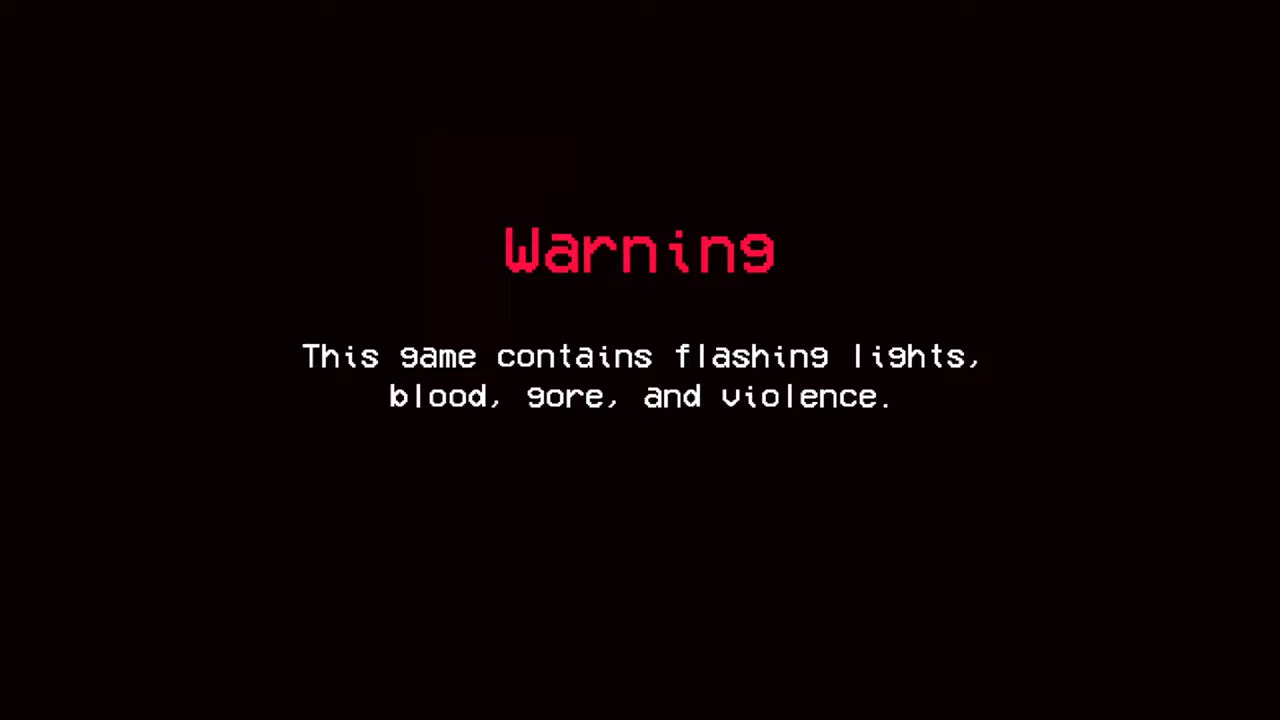 Warning
This game contains flashing lights,
blood, gore, and violence.